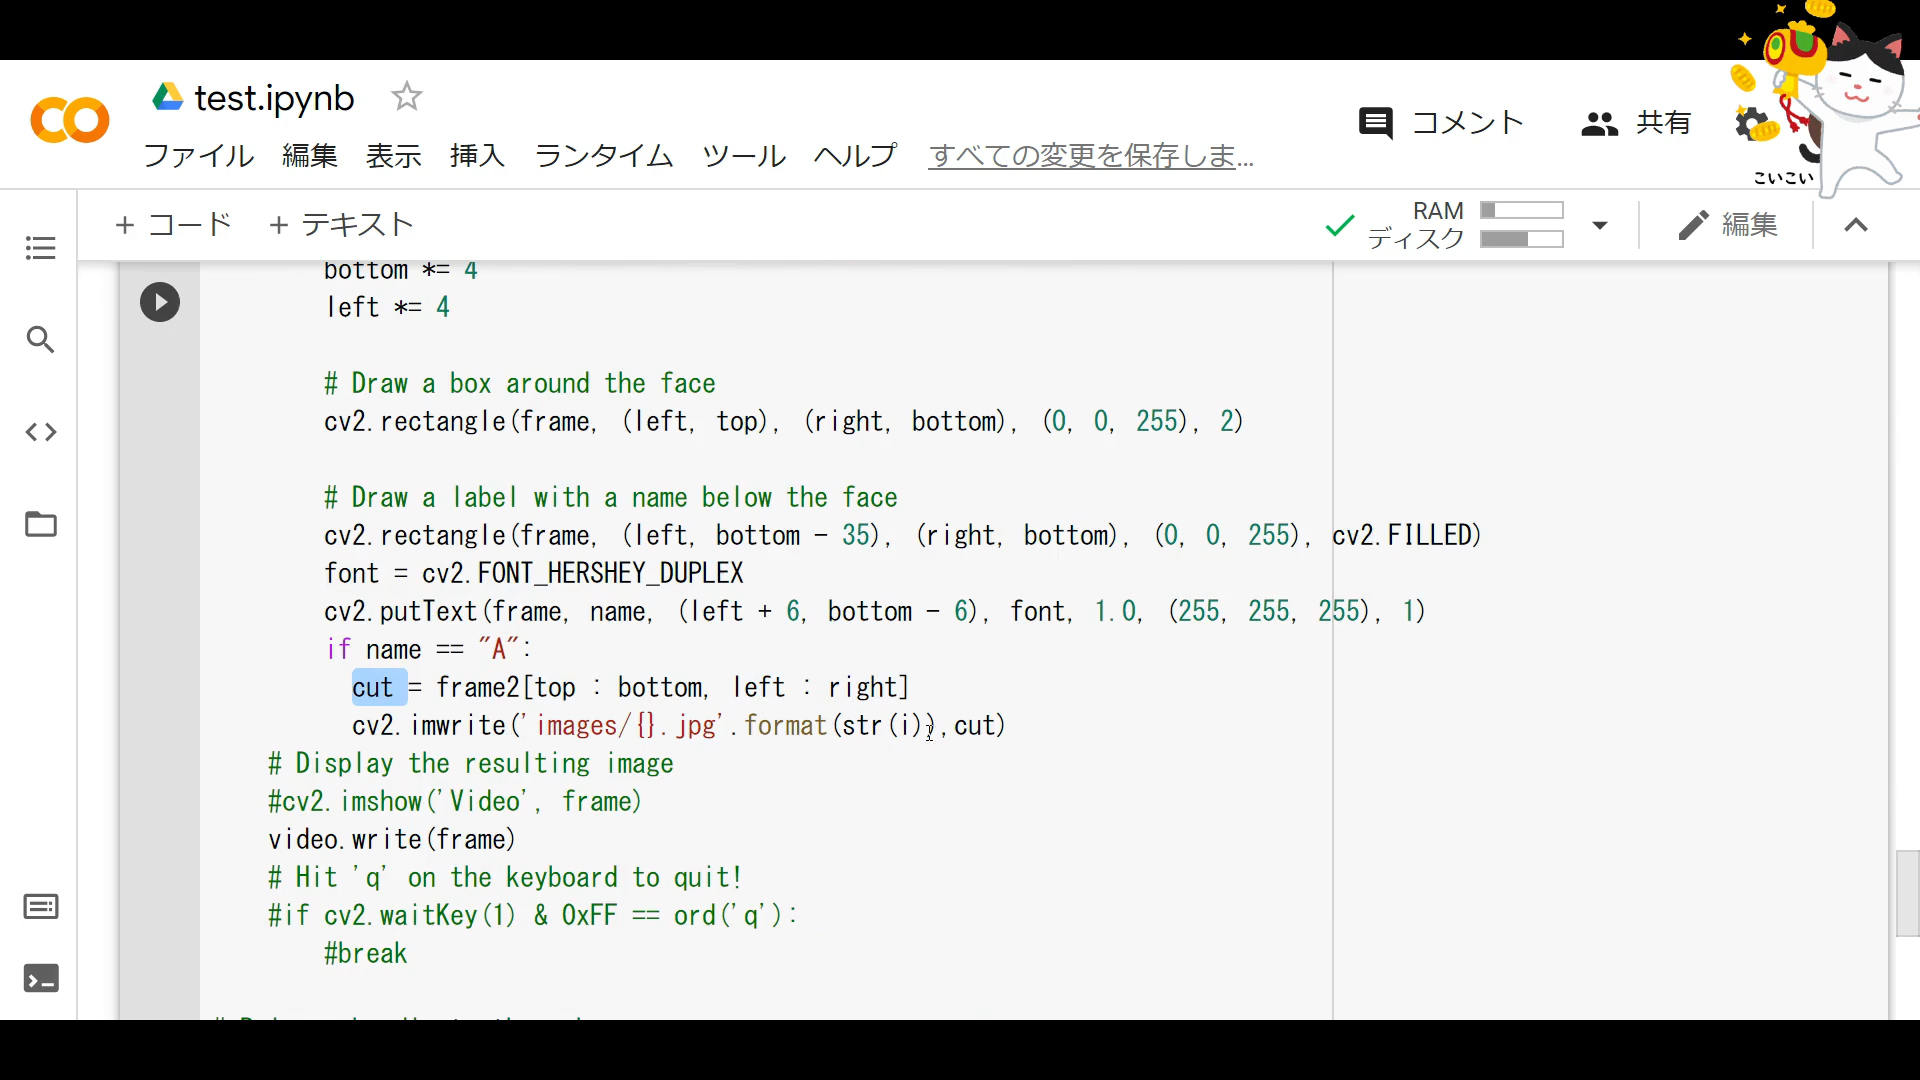 test.ipynb
コメント
共有
ファイル 編集 表示 挿入 ランタイム ツール ヘルプ すべての変更を保存しま...
こいこい
+ コード + テキスト
RAM
ディスク
編集
bottom *= 4
left *= 4
# Draw a box around the face
cv2.rectangle(frame, (left, top), (right, bottom), (0, 0, 255), 2)
# Draw a label with a name below the face
cv2.rectangle(frame, (left, bottom - 35), (right, bottom), (0, 0, 255), cv2.FILLED)
font = cv2.FONT_HERSHEY_DUPLEX
cv2.putText(frame, name, (left + 6, bottom - 6), font, 1.0, (255, 255, 255), 1)
if name == "A":
cut = frame2[top : bottom, left : right]
cv2.imwrite('images/{}.jpg'.format(str(i)),cut)
# Display the resulting image
#cv2.imshow('Video', frame)
video.write(frame)
# Hit 'q' on the keyboard to quit!
#if cv2.waitKey(1) & 0xFF == ord('q'):
#break